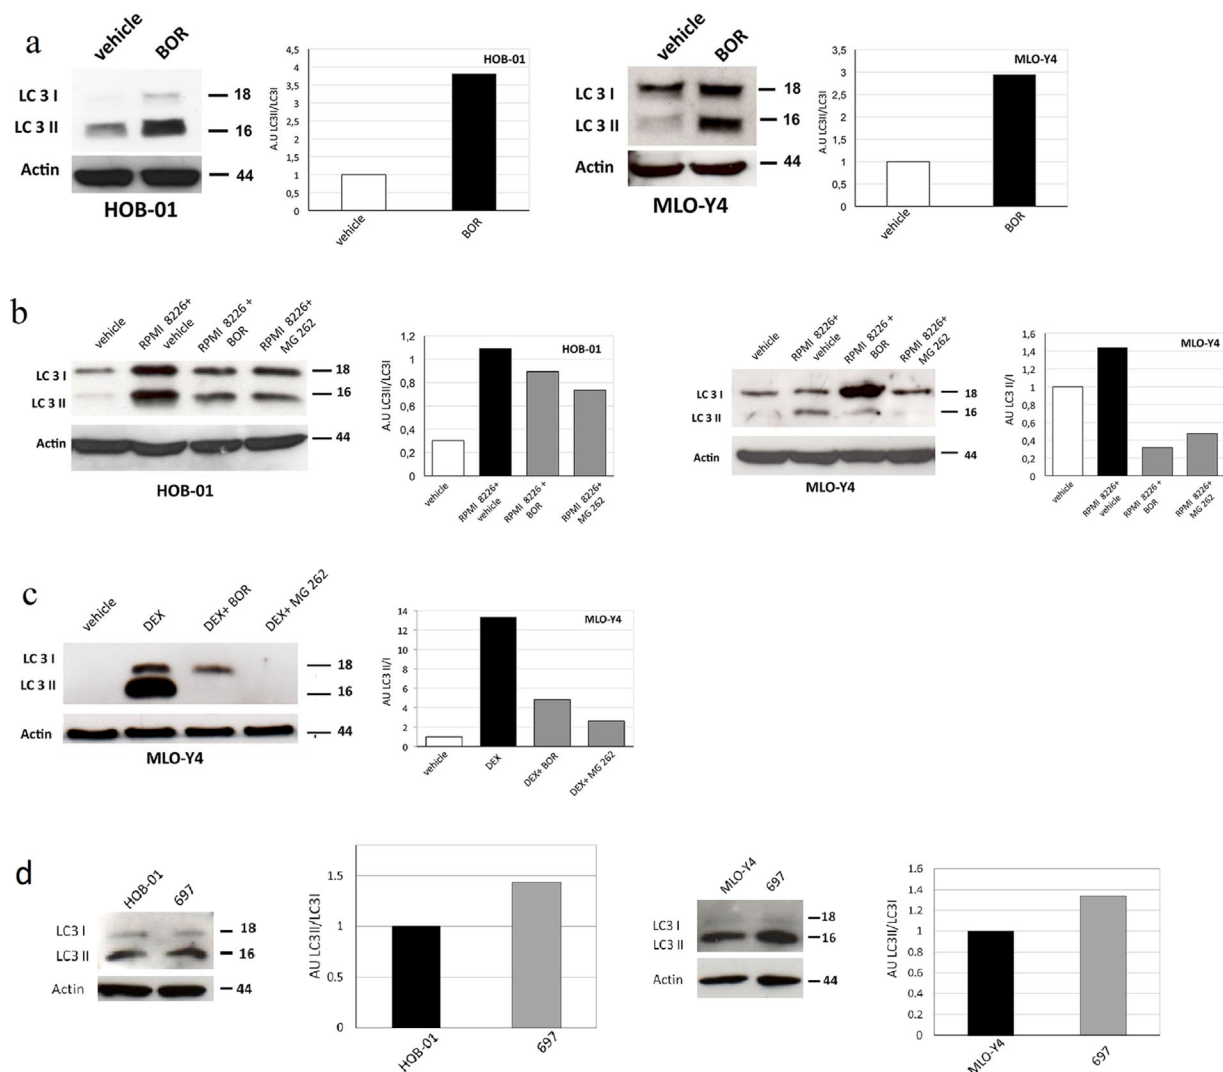 a
vehicle
BOR
LC 3 I
18
LC 3 II
16
Actin
44
HOB-01
4,5
4
3,5
3
2,5
2
1,5
1
0,5
0
A.U LC3II/LC3I
HOB-01
vehicle
BOR
vehicle
BOR
LC 3 I
18
LC 3 II
16
Actin
44
MLO-Y4
3,5
3
2,5
2
1,5
1
0,5
0
A.U LC3II/LC3I
MLO-Y4
vehicle
BOR
b
vehicle
RPMI 8226+
vehicle
RPMI 8226 +
BOR
RPMI 8226+
MG 262
LC 3 I
18
LC 3 II
16
Actin
44
HOB-01
1,2
1
0,8
0,6
0,4
0,2
0
A.U LC3II/LC3I
HOB-01
vehicle
RPMI 8226+
vehicle
RPMI 8226 +
BOR
RPMI 8226+
MG 262
vehicle
RPMI 8226+
vehicle
RPMI 8226 +
BOR
RPMI 8226+
MG 262
LC 3 I
18
LC 3 II
16
Actin
44
MLO-Y4
1,6
1,4
1,2
1
0,8
0,6
0,4
0,2
0
AU LC3 II/I
MLO-Y4
vehicle
RPMI 8226+
vehicle
RPMI 8226 +
BOR
RPMI 8226+
MG 262
c
vehicle
DEX
DEX+ BOR
DEX+ MG 262
LC 3 I
18
LC 3 II
16
Actin
44
MLO-Y4
14
12
10
8
6
4
2
0
AU LC3 II/I
MLO-Y4
vehicle
DEX
DEX+ BOR
DEX+ MG 262
d
HOB-01
697
LC3 I
18
LC3 II
16
Actin
44
1.5
1
0.5
0
AU LC3II/LC3I
HOB-01
697
MLO-Y4
697
LC3 I
18
LC3 II
16
Actin
44
1.6
1.4
1.2
1
0.8
0.6
0.4
0.2
0
AU LC3II/LC3I
MLO-Y4
697